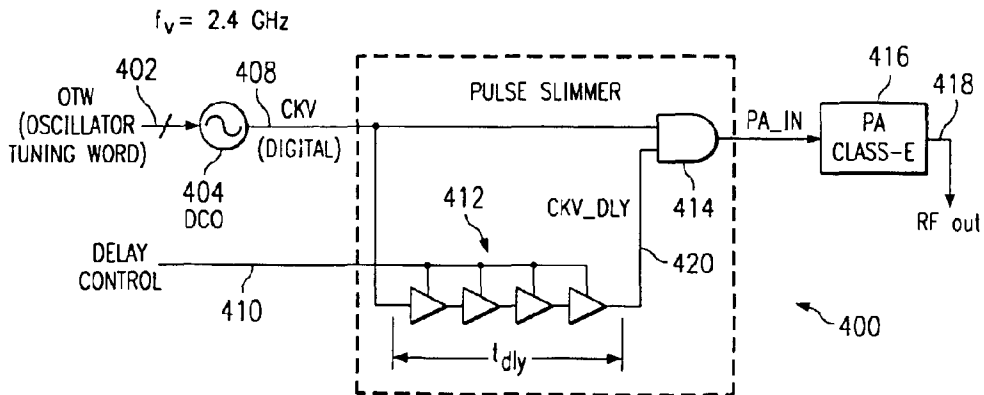 f_v = 2.4 GHz
402
408
OTW
(OSCILLATOR
TUNING WORD)
CKV
(DIGITAL)
404
DCO
PULSE SLIMMER
PA_IN
416
418
PA
CLASS-E
RF out
414
412
CKV_DLY
420
DELAY
CONTROL
410
t_dly
400